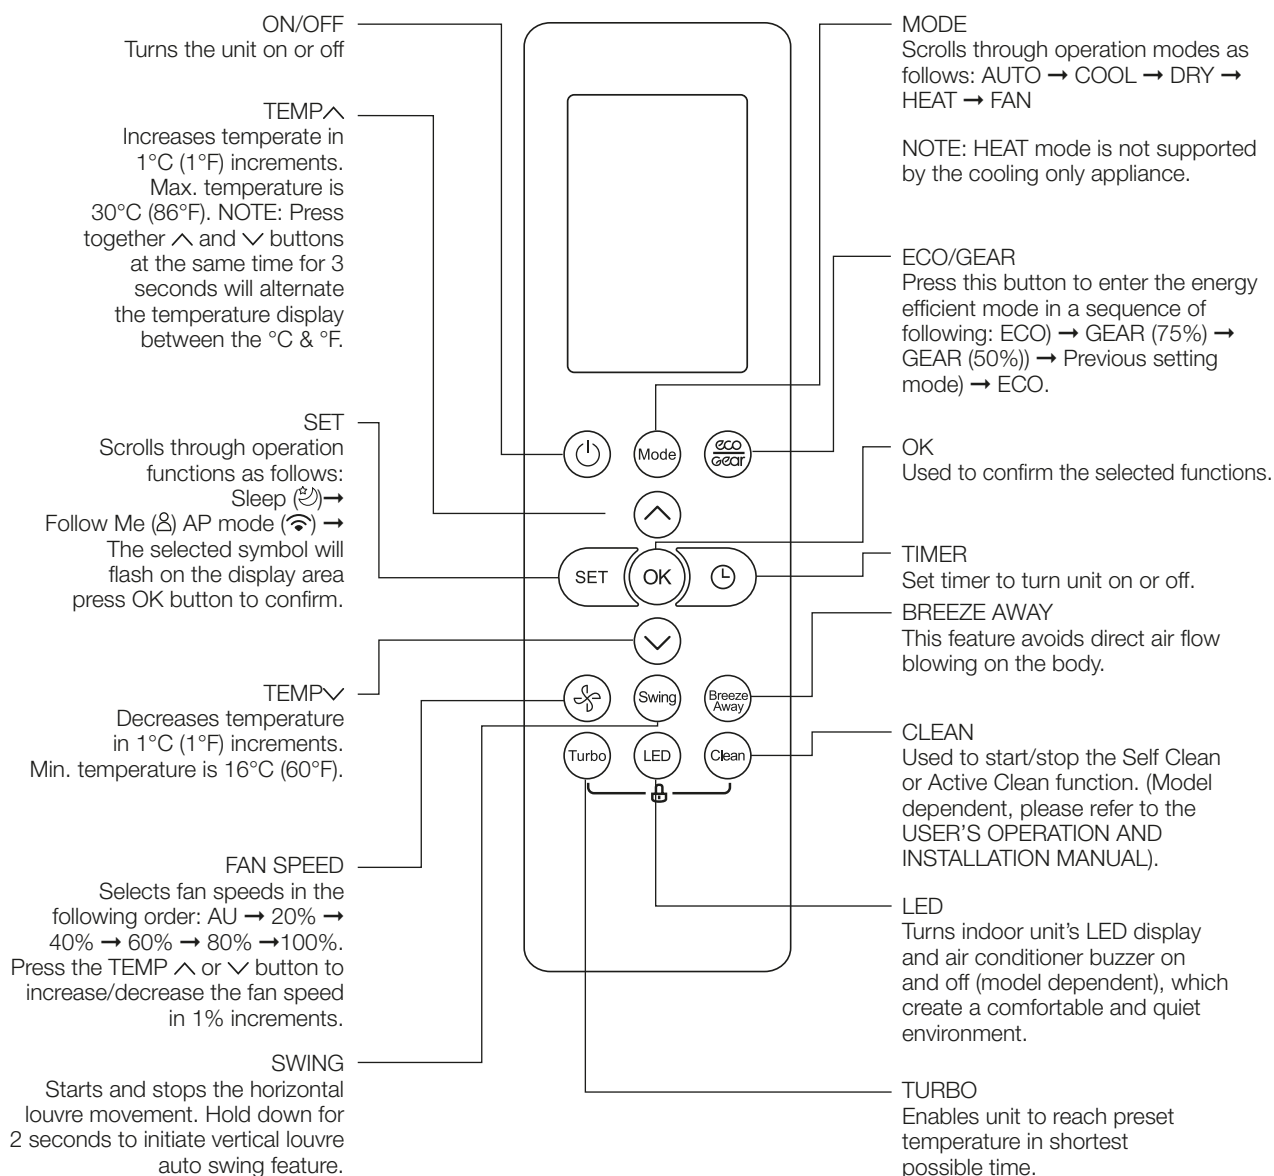 ON/OFF
Turns the unit on or off
TEMP
Increases temperate in
1°C (1°F) increments.
Max. temperature is
30°C (86°F). NOTE: Press
together ∧ and ∨ buttons
at the same time for 3
seconds will alternate
the temperature display
between the °C & °F.
SET
Scrolls through operation
functions as follows:
Sleep ( )➞
Follow Me ( ) AP mode ( ) ➞
The selected symbol will
flash on the display area
press OK button to confirm.
TEMP∨
Decreases temperature
in 1°C (1°F) increments.
Min. temperature is 16°C (60°F).
FAN SPEED
Selects fan speeds in the
following order: AU ➞ 20% ➞
40% ➞ 60% ➞ 80% ➞100%.
Press the TEMP ∧ or ∨ button to
increase/decrease the fan speed
in 1% increments.
SWING
Starts and stops the horizontal
louvre movement. Hold down for
2 seconds to initiate vertical louvre
auto swing feature.
Mode
eco
Gear
SET
OK
Swing
Breeze
Away
Turbo
LED
Clean
MODE
Scrolls through operation modes as
follows: AUTO ➞ COOL ➞ DRY ➞
HEAT ➞ FAN
NOTE: HEAT mode is not supported
by the cooling only appliance.
ECO/GEAR
Press this button to enter the energy
efficient mode in a sequence of
following: ECO) ➞ GEAR (75%) ➞
GEAR (50%)) ➞ Previous setting
mode) ➞ ECO.
OK
Used to confirm the selected functions.
TIMER
Set timer to turn unit on or off.
BREEZE AWAY
This feature avoids direct air flow
blowing on the body.
CLEAN
Used to start/stop the Self Clean
or Active Clean function. (Model
dependent, please refer to the
USER'S OPERATION AND
INSTALLATION MANUAL).
LED
Turns indoor unit's LED display
and air conditioner buzzer on
and off (model dependent), which
create a comfortable and quiet
environment.
TURBO
Enables unit to reach preset
temperature in shortest
possible time.